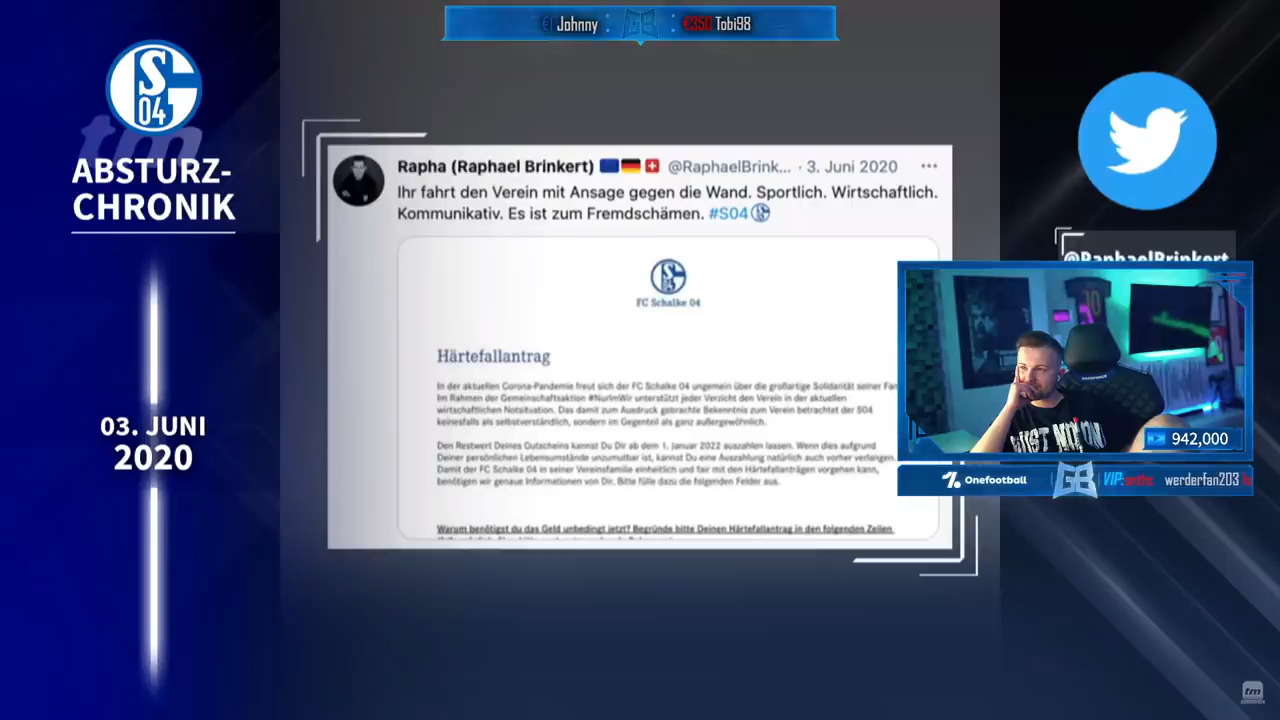 Johnny
€350 Tobi98
S
04
tm
ABSTURZ-
CHRONIK
03. JUNI
2020
Rapha (Raphael Brinkert) @RaphaelBrink... · 3. Juni 2020 ...
Ihr fahrt den Verein mit Ansage gegen die Wand. Sportlich. Wirtschaftlich.
Kommunikativ. Es ist zum Fremdschämen. #S04
FC Schalke 04
Härtefallantrag
In der aktuellen Corona-Pandemie freut sich der FC Schalke 04 ungemein über die großartige Solidarität seiner Fan
Im Rahmen der Gemeinschaftsaktion #NurImWir unterstützt jeder Verzicht den Verein in der aktuellen
wirtschaftlichen Notsituation. Das damit zum Ausdruck gebrachte Bekenntnis zum Verein betrachtet der S04
keinesfalls als selbstverständlich, sondern im Gegenteil als ganz außergewöhnlich.
Den Restwert Deines Gutscheins kannst Du Dir ab dem 1. Januar 2022 auszahlen lassen. Wenn dies aufgrund
Deiner persönlichen Lebensumstände unzumutbar ist, kannst Du eine Auszahlung natürlich auch vorher verlangen.
Damit der FC Schalke 04 in seiner Vereinsfamilie einheitlich und fair mit den Härtefallanträgen vorgehen kann,
benötigen wir genaue Informationen von Dir. Bitte fülle dazu die folgenden Felder aus.
Warum benötigst du das Geld unbedingt jetzt? Begründe bitte Deinen Härtefallantrag in den folgenden Zeilen
@RaphaelBrinkert
10
942,000
Onefootball
GB
VIP:
werderfan203
tm